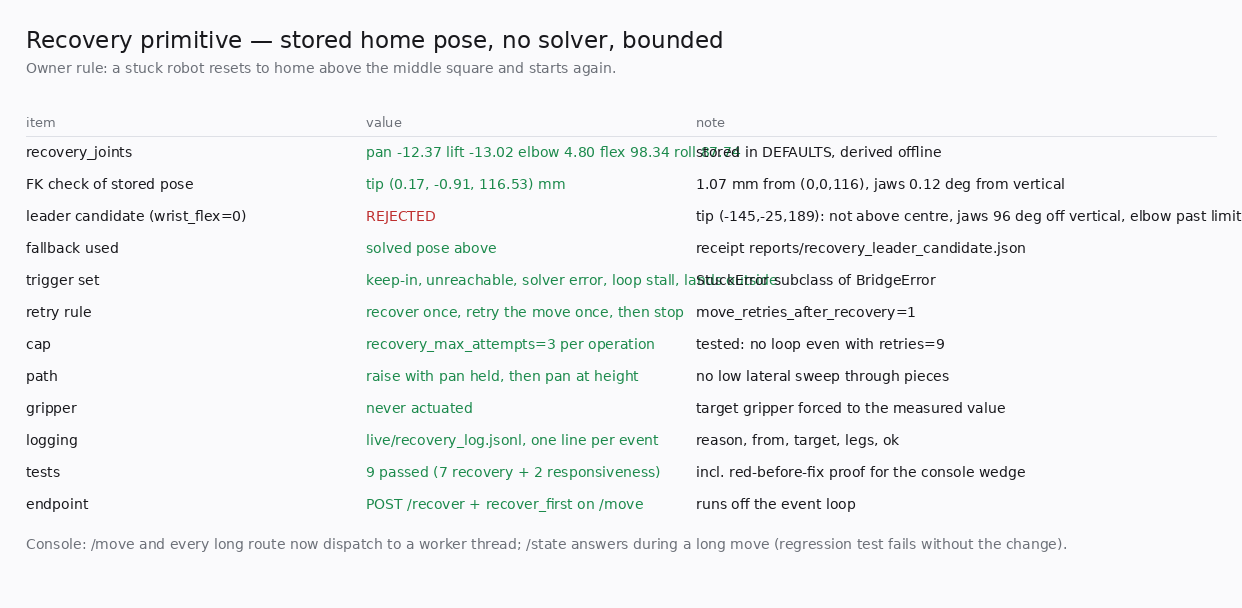 Recovery primitive — stored home pose, no solver, bounded
Owner rule: a stuck robot resets to home above the middle square and starts again.
item value note
recovery_joints pan -12.37 lift -13.02 elbow 4.80 flex 98.34 roll stored in DEFAULTS, derived offline
FK check of stored pose tip (0.17, -0.91, 116.53) mm 1.07 mm from (0,0,116), jaws 0.12 deg from vertical
leader candidate (wrist_flex=0) REJECTED tip (-145,-25,189): not above centre, jaws 96 deg off vertical, elbow past limit
fallback used solved pose above receipt reports/recovery_leader_candidate.json
trigger set keep-in, unreachable, solver error, loop stall, StuckError subclass of BridgeError
retry rule recover once, retry the move once, then stop move_retries_after_recovery=1
cap recovery_max_attempts=3 per operation tested: no loop even with retries=9
path raise with pan held, then pan at height no low lateral sweep through pieces
gripper never actuated target gripper forced to the measured value
logging live/recovery_log.jsonl, one line per event reason, from, target, legs, ok
tests 9 passed (7 recovery + 2 responsiveness) incl. red-before-fix proof for the console wedge
endpoint POST /recover + recover_first on /move runs off the event loop
Console: /move and every long route now dispatch to a worker thread; /state answers during a long move (regression test fails without the change).